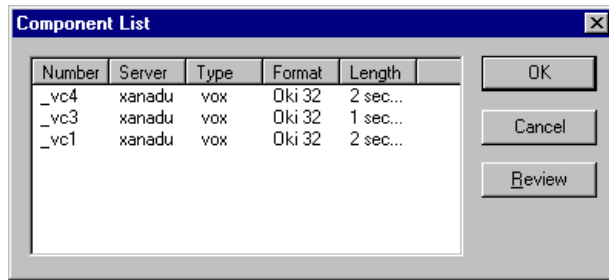 Component List
Number Server Type Format Length
_vc4 xanadu vox Oki 32 2 sec...
_vc3 xanadu vox Oki 32 1 sec...
_vc1 xanadu vox Oki 32 2 sec...
OK
Cancel
Review